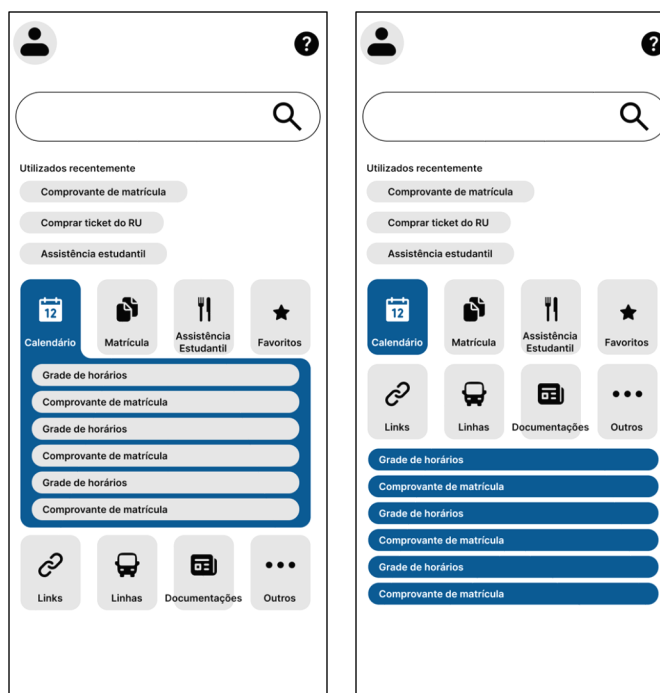 ?
Utilizados recentemente
Comprovante de matrícula
Comprar ticket do RU
Assistência estudantil
12
Calendário
Matrícula
Assistência
Estudantil
Favoritos
Grade de horários
Comprovante de matrícula
Grade de horários
Comprovante de matrícula
Grade de horários
Comprovante de matrícula
Links
Linhas
Documentações
Outros
?
Utilizados recentemente
Comprovante de matrícula
Comprar ticket do RU
Assistência estudantil
12
Calendário
Matrícula
Assistência
Estudantil
Favoritos
Links
Linhas
Documentações
Outros
Grade de horários
Comprovante de matrícula
Grade de horários
Comprovante de matrícula
Grade de horários
Comprovante de matrícula